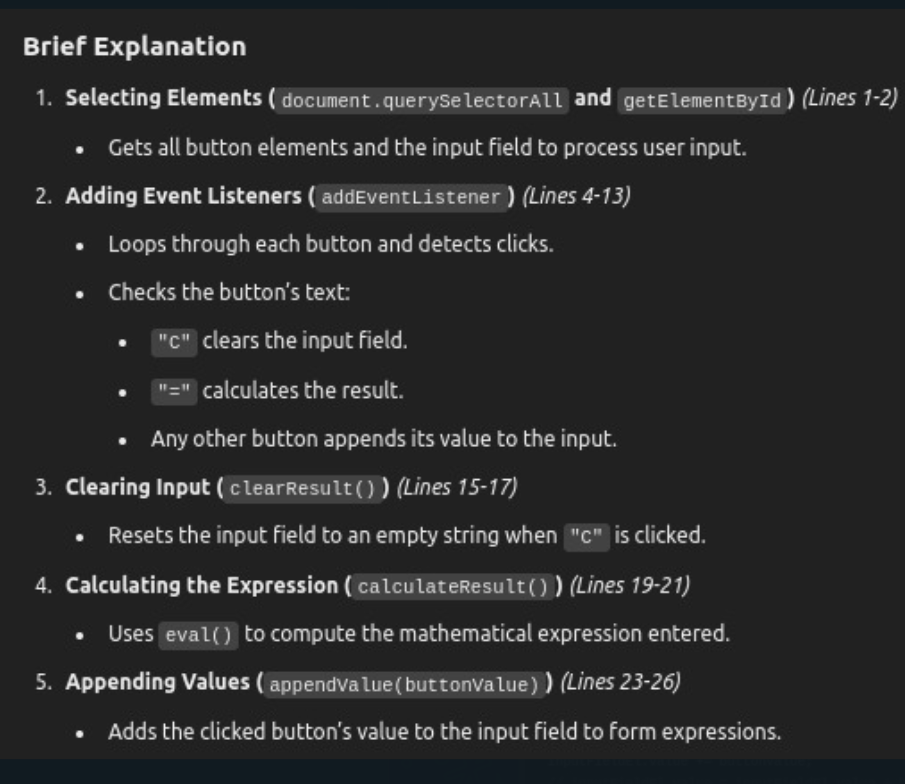 Brief Explanation
1. Selecting Elements ( document.querySelectorAll and getElementById ) (Lines 1-2)
• Gets all button elements and the input field to process user input.
2. Adding Event Listeners ( addEventListener ) (Lines 4-13)
• Loops through each button and detects clicks.
• Checks the button's text:
• "C" clears the input field.
• "=" calculates the result.
• Any other button appends its value to the input.
3. Clearing Input ( clearResult() ) (Lines 15-17)
• Resets the input field to an empty string when "C" is clicked.
4. Calculating the Expression ( calculateResult() ) (Lines 19-21)
• Uses eval() to compute the mathematical expression entered.
5. Appending Values ( appendValue(buttonValue) ) (Lines 23-26)
• Adds the clicked button's value to the input field to form expressions.